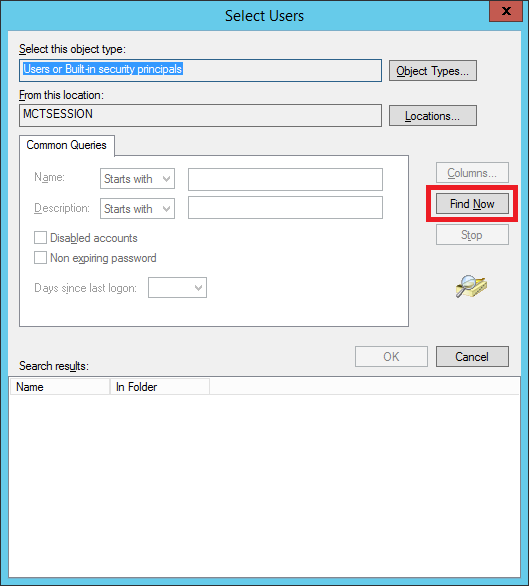 Select Users
x
Select this object type:
Users or Built-in security principals
Object Types...
From this location:
MCTSESSION
Locations...
Common Queries
Name:
Starts with
Description:
Starts with
Disabled accounts
Non expiring password
Days since last logon:
Columns...
Find Now
Stop
OK
Cancel
Search results:
Name
In Folder